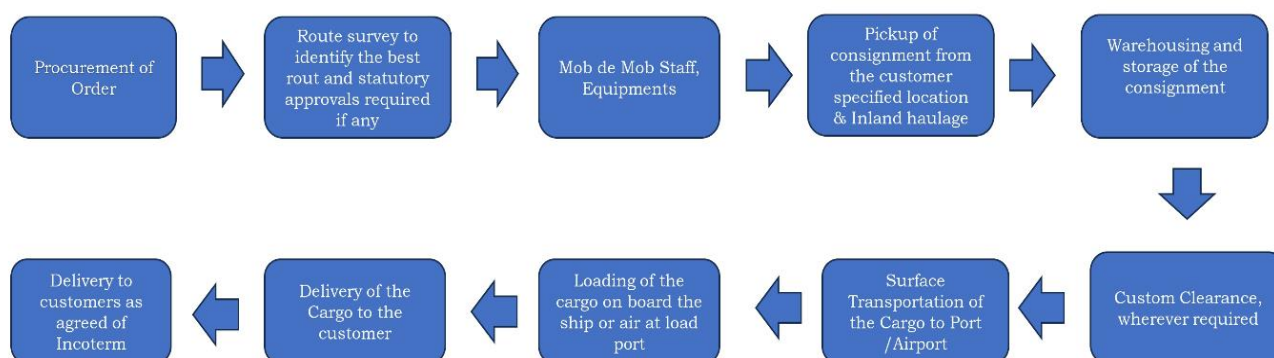 Procurement of
Order
Route survey to
identify the best
rout and statutory
approvals required
if any
Mob de Mob Staff,
Equipments
Pickup of
consignment from
the customer
specified location
& Inland haulage
Warehousing and
storage of the
consignment
Custom Clearance,
wherever required
Surface
Transportation of
the Cargo to Port
/Airport
Loading of the
cargo on board the
ship or air at load
port
Delivery of the
Cargo to the
customer
Delivery to
customers as
agreed of
Incoterm